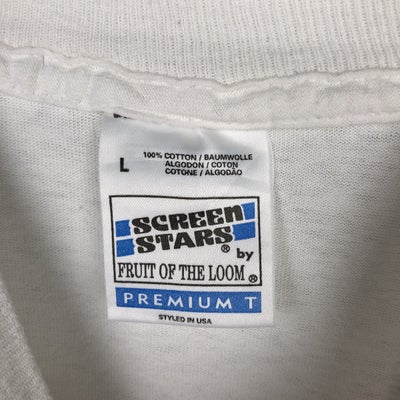 L
100% COTTON / BAUMWOLLE
ALGODON / COTON
COTONE / ALGODÃO
SCREEN
STARS® by
FRUIT OF THE LOOM®
PREMIUM T
STYLED IN USA